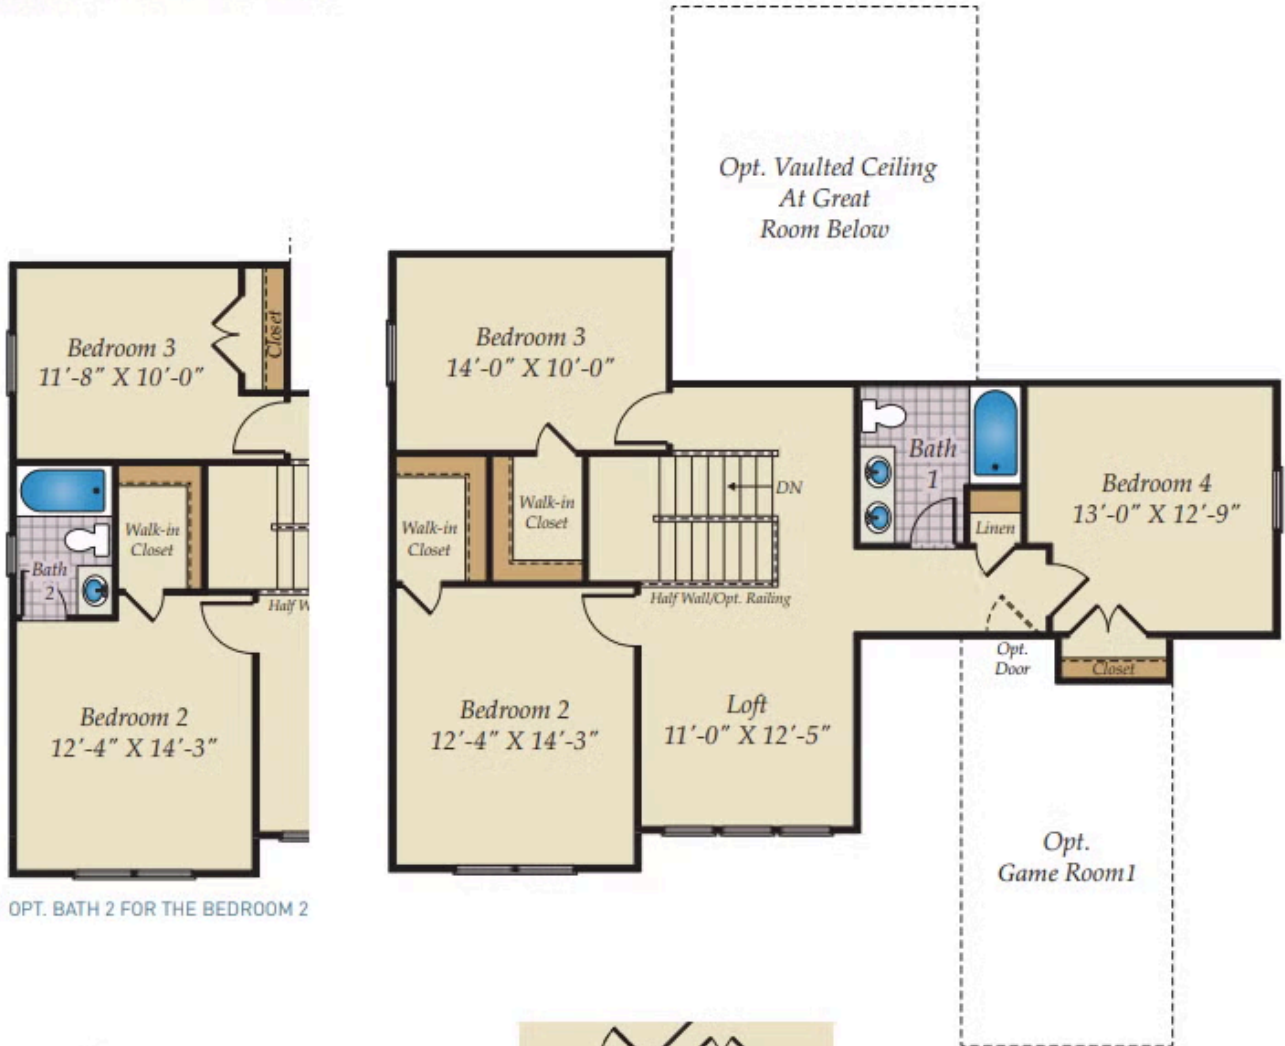 Opt. Vaulted Ceiling
At Great
Room Below
Bedroom 3
11'-8" X 10'-0"
Closet
Walk-in
Closet
Bath
2
Half W
Bedroom 2
12'-4" X 14'-3"
OPT. BATH 2 FOR THE BEDROOM 2
Bedroom 3
14'-0" X 10'-0"
Walk-in
Closet
Walk-in
Closet
DN
Half Wall/Opt. Railing
Bath
1
Linen
Bedroom 4
13'-0" X 12'-9"
Opt.
Door
Closet
Bedroom 2
12'-4" X 14'-3"
Loft
11'-0" X 12'-5"
Opt.
Game Room1